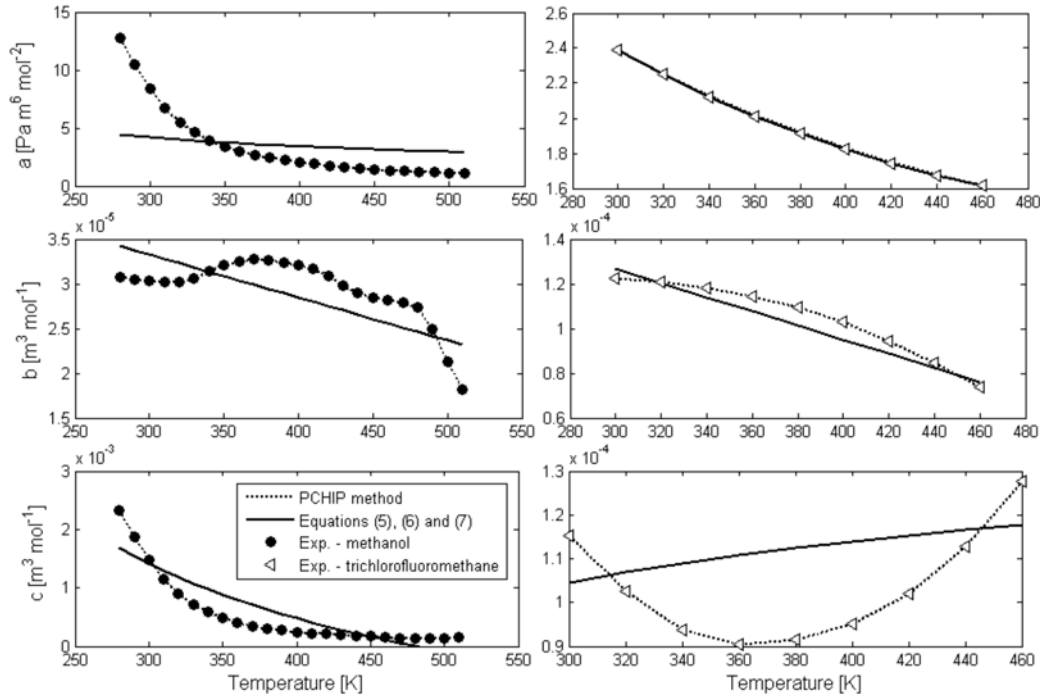 15
10
5
0
250 300 350 400 450 500 550
a [Pa m⁶ mol⁻²]
2.4
2.2
2.0
1.8
1.6
280 300 320 340 360 380 400 420 440 460 480
x 10⁻⁵
3.5
3
2.5
2
1.5
250 300 350 400 450 500 550
b [m³ mol⁻¹]
x 10⁻⁴
1.4
1.2
1
0.8
0.6
280 300 320 340 360 380 400 420 440 460 480
x 10⁻³
3
2
1
0
250 300 350 400 450 500 550
c [m³ mol⁻¹]
Temperature [K]
PCHIP method
Equations (5), (6) and (7)
Exp. - methanol
Exp. - trichlorofluoromethane
x 10⁻⁴
1.3
1.2
1.1
1
0.9
300 320 340 360 380 400 420 440 460
Temperature [K]